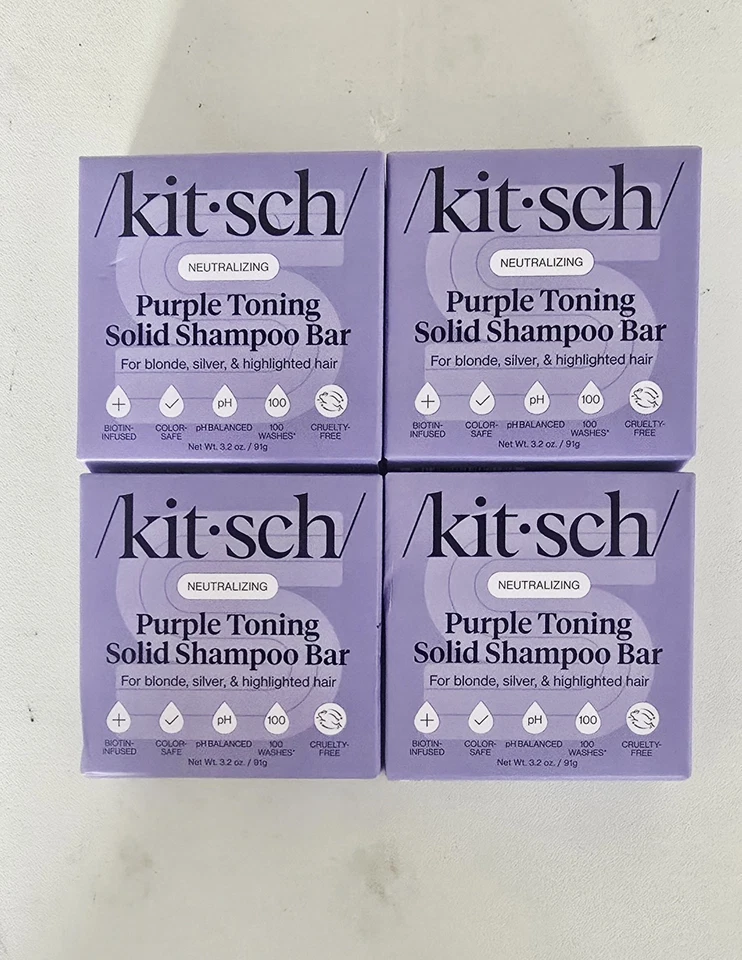 /kit·sch/
NEUTRALIZING
Purple Toning
Solid Shampoo Bar
For blonde, silver, & highlighted hair
pH
100
BIOTIN-INFUSED
COLOR-SAFE
pH BALANCED
100 WASHES*
CRUELTY-FREE
Net Wt. 3.2 oz. / 91g
/kit·sch/
NEUTRALIZING
Purple Toning
Solid Shampoo Bar
For blonde, silver, & highlighted hair
pH
100
BIOTIN-INFUSED
COLOR-SAFE
pH BALANCED
100 WASHES*
CRUELTY-FREE
Net Wt. 3.2 oz. / 91g
/kit·sch/
NEUTRALIZING
Purple Toning
Solid Shampoo Bar
For blonde, silver, & highlighted hair
pH
100
BIOTIN-INFUSED
COLOR-SAFE
pH BALANCED
100 WASHES*
CRUELTY-FREE
Net Wt. 3.2 oz. / 91g
/kit·sch/
NEUTRALIZING
Purple Toning
Solid Shampoo Bar
For blonde, silver, & highlighted hair
pH
100
BIOTIN-INFUSED
COLOR-SAFE
pH BALANCED
100 WASHES*
CRUELTY-FREE
Net Wt. 3.2 oz. / 91g